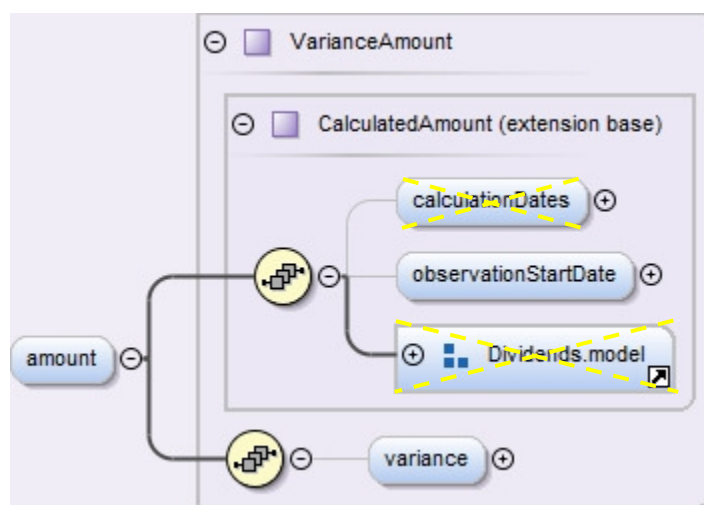 VarianceAmount
CalculatedAmount (extension base)
calculationDates
observationStartDate
Dividends.model
amount
variance